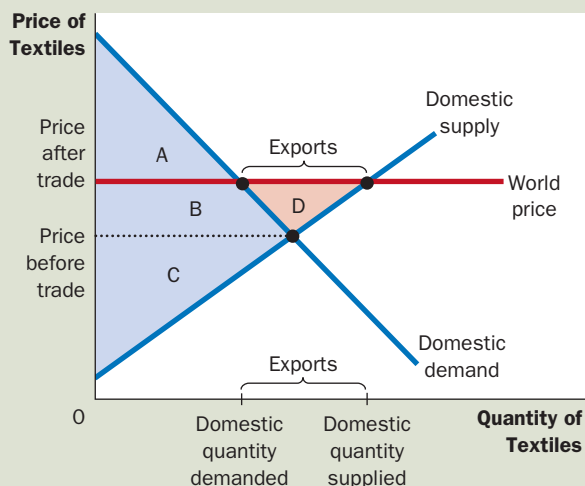 Price of
Textiles
Price
after
trade
Price
before
trade
A
B
C
D
Exports
Domestic
supply
World
price
Domestic
demand
Exports
0
Domestic
quantity
demanded
Domestic
quantity
supplied
Quantity of
Textiles